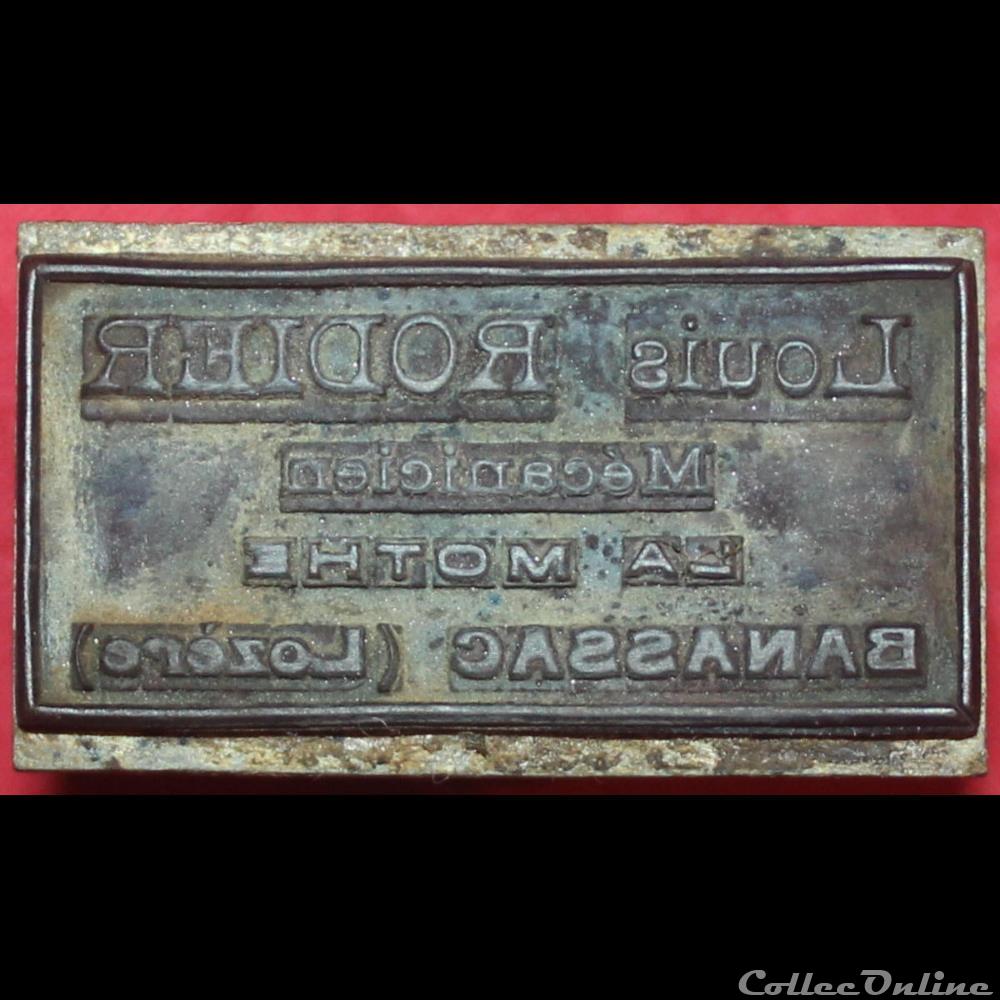 Louis RODIER
Mécanicien
LA MOTHE
BANASSAC (Lozère)
CollecOnline